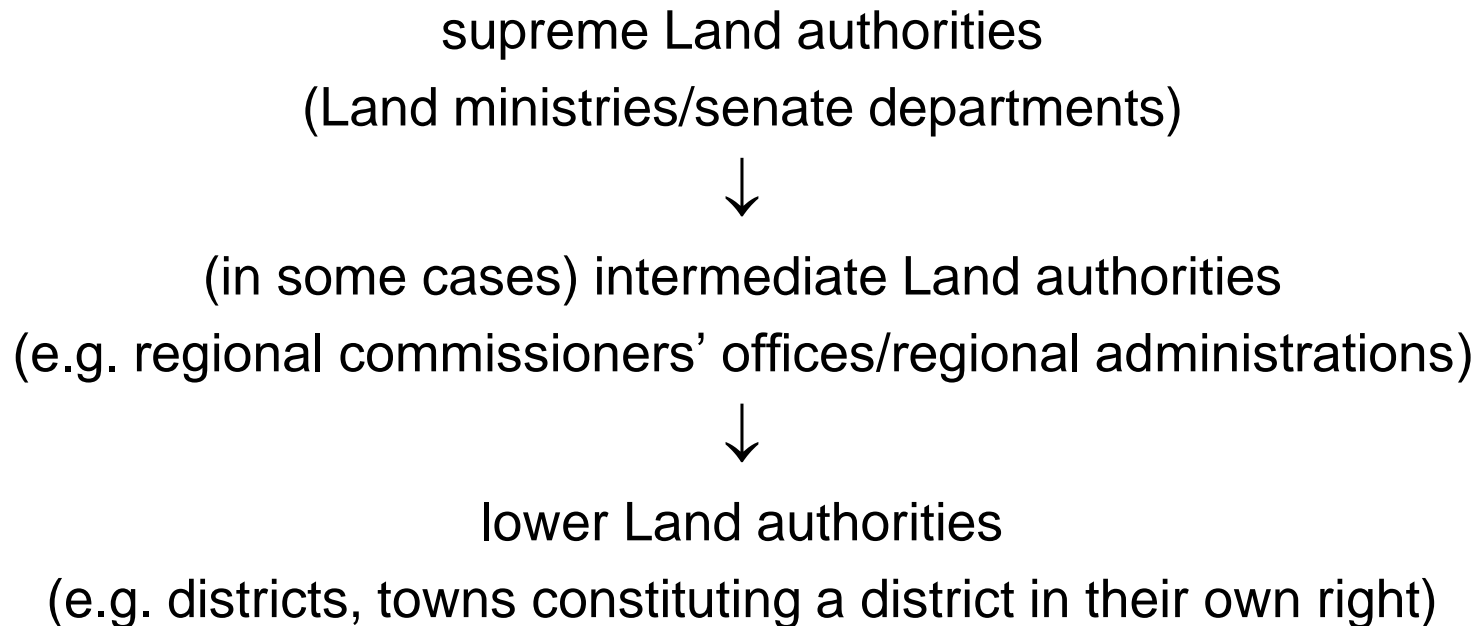 supreme Land authorities
(Land ministries/senate departments)
↓
(in some cases) intermediate Land authorities
(e.g. regional commissioners’ offices/regional administrations)
↓
lower Land authorities
(e.g. districts, towns constituting a district in their own right)